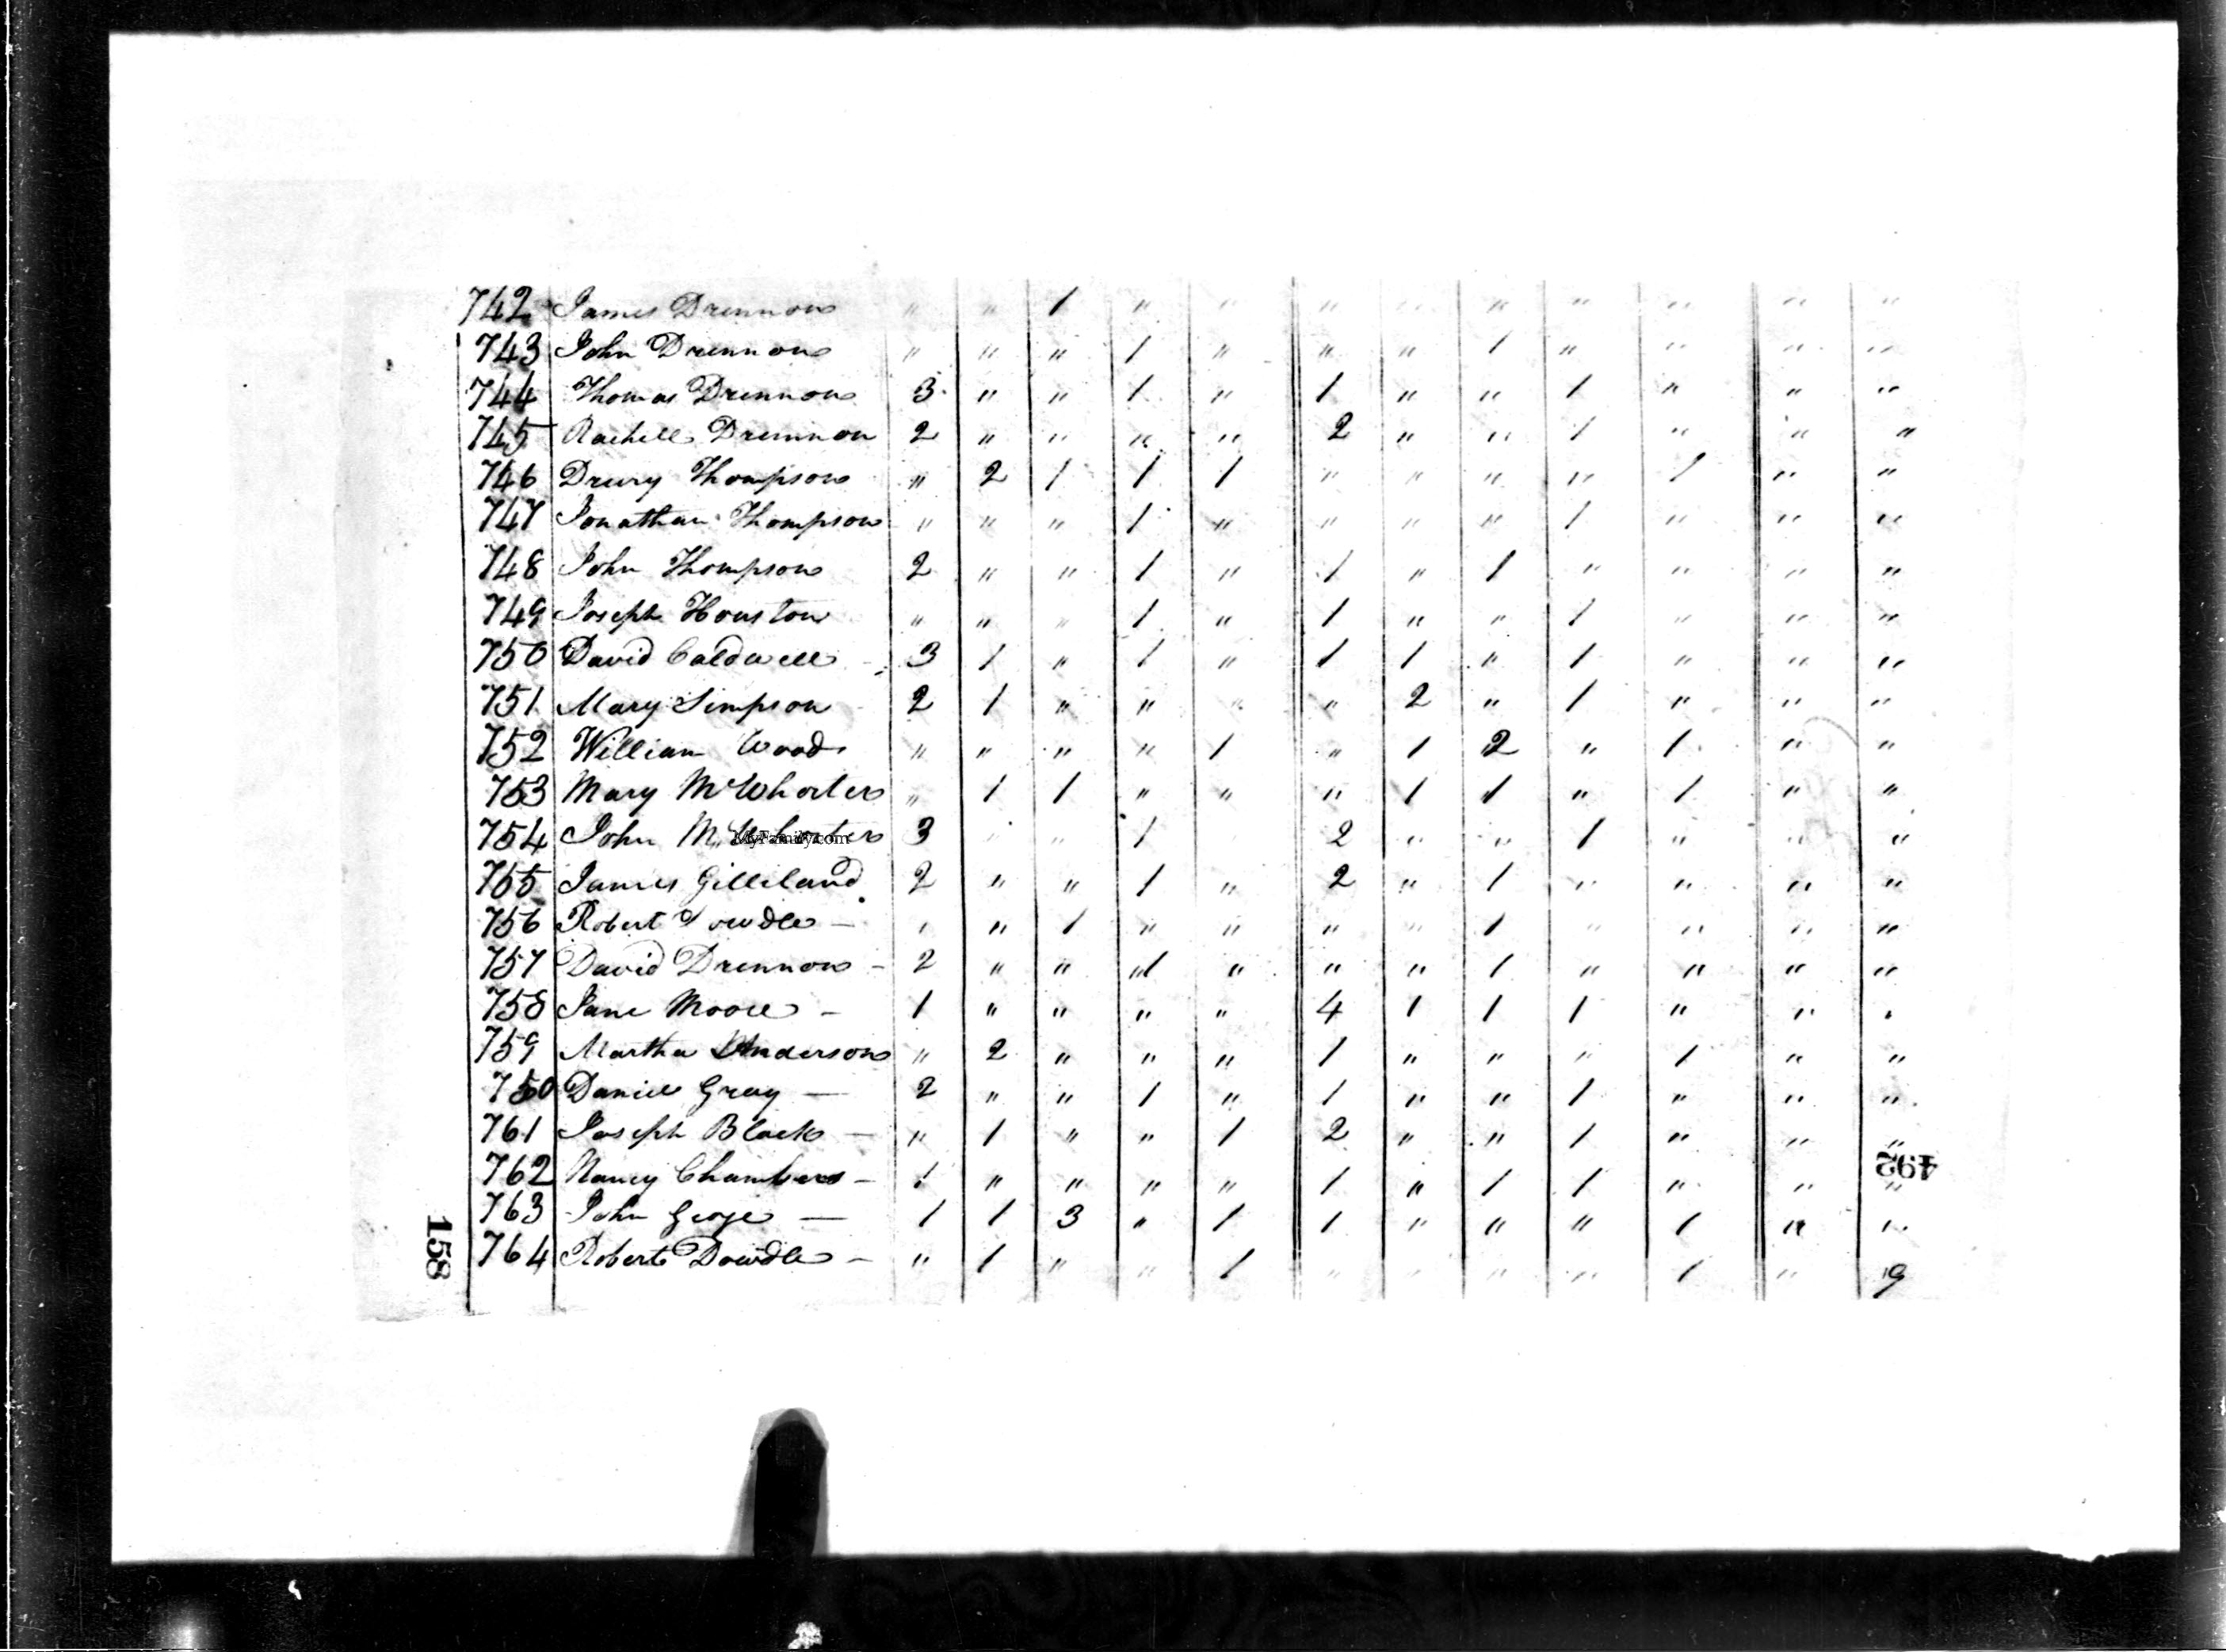 742 James Drennon " " 1 " " " " " " " " "
743 John Drennon " " " 1 " " " 1 " " " "
744 Thomas Drennon 3 " " 1 " 1 " " 1 " " "
745 Rachell Drennon 2 " " " " 2 " " 1 " " "
746 Drury Thompson " 2 1 1 1 " " " " 1 " "
747 Jonathan Thompson " " " 1 " " " " 1 " " "
748 John Thompson 2 " " 1 " 1 " 1 " " " "
749 Joseph Houston " " " 1 " 1 " " 1 " " "
750 David Caldwell 3 1 " 1 " 1 1 " 1 " " "
751 Mary Simpson 2 1 " " " " 2 " 1 " " "
752 William Woods " " " " 1 " 1 2 " 1 " "
753 Mary McWhorter " 1 1 " " " 1 1 " 1 " "
754 John McWhorter 3 " " 1 2 " " 1 " " "
MyFamily.com
755 James Gilliland 2 " " 1 " 2 " 1 " " " "
756 Robert Dowdle — " " 1 " " " " 1 " " " "
757 David Drennon - 2 " " 1 " " " 1 " " " "
758 Jane Moore - 1 " " " " 4 1 1 1 " " "
759 Martha Anderson " 2 " " " 1 " " " 1 " "
750 Daniel Gray — 2 " " 1 " 1 " " 1 " " "
761 Joseph Black — " 1 " " 1 2 " " 1 " " "
762 Nancy Chambers - 1 " " " " 1 " 1 1 " " "
763 John — 1 1 3 " 1 1 " " " 1 " "
764 Robert Dowdle - " 1 " " 1 " " " " 1 " 9
158
492